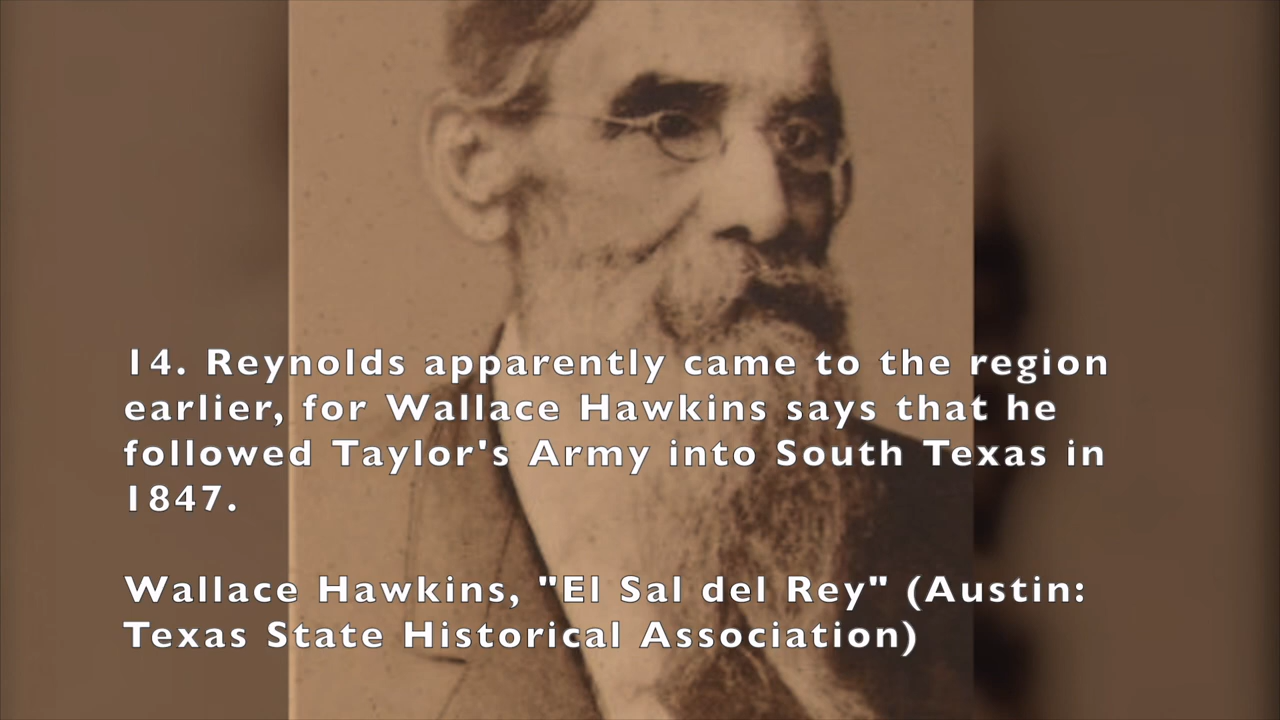 14. Reynolds apparently came to the region
earlier, for Wallace Hawkins says that he
followed Taylor's Army into South Texas in
1847.
Wallace Hawkins, "El Sal del Rey" (Austin:
Texas State Historical Association)